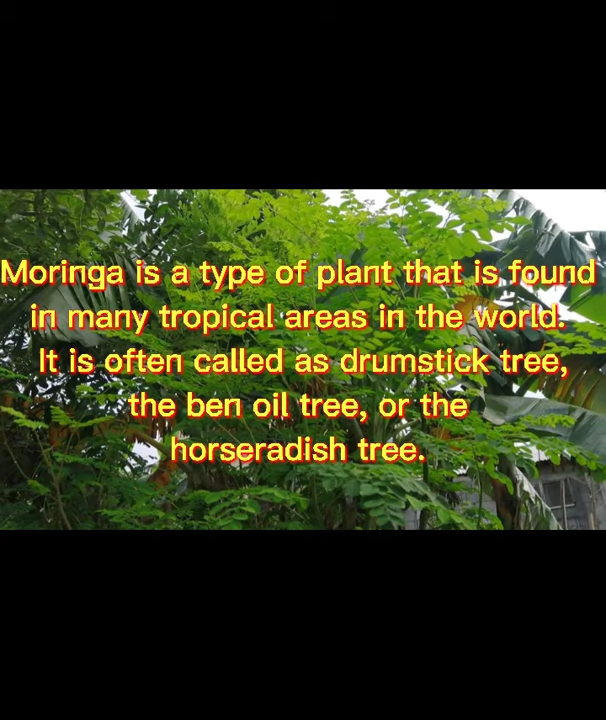 Moringa is a type of plant that is found
in many tropical areas in the world.
It is often called as drumstick tree,
the ben oil tree, or the
horseradish tree.